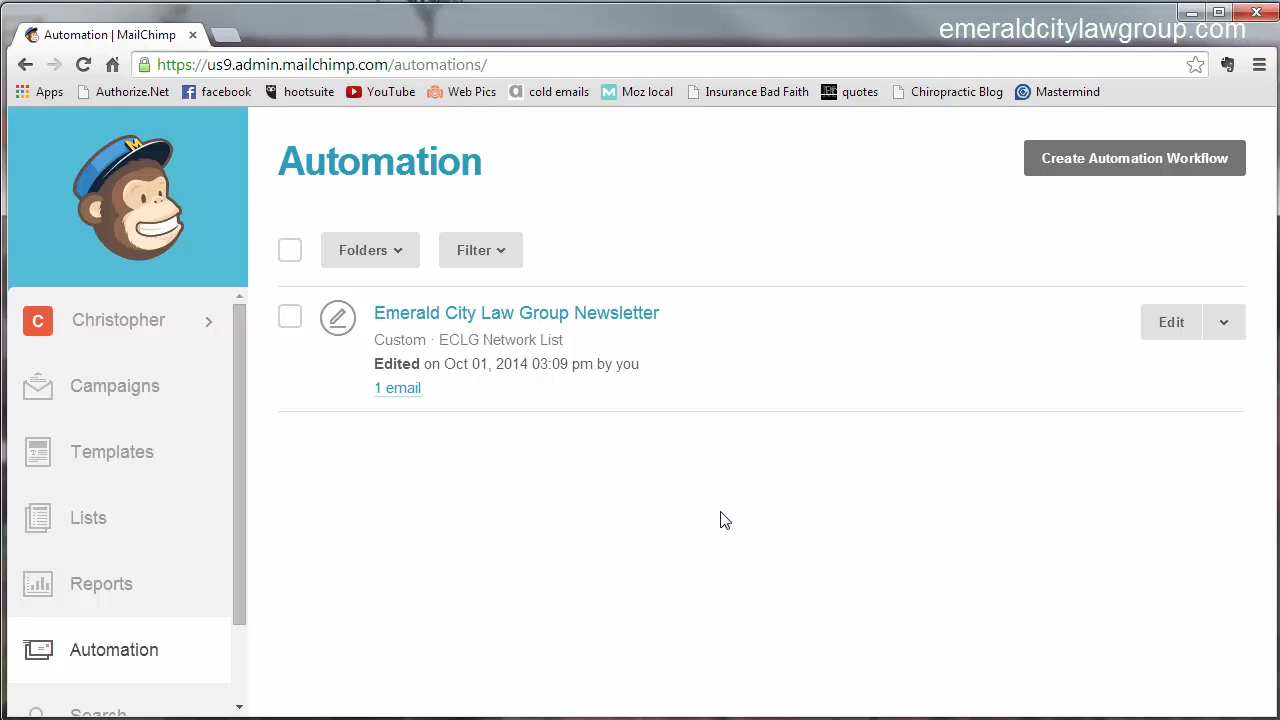 Automation | MailChimp
emeraldcitylawgroup.com
https://us9.admin.mailchimp.com/automations/
Apps Authorize.Net facebook hootsuite YouTube Web Pics cold emails Moz local Insurance Bad Faith quotes Chiropractic Blog Mastermind
Automation
Create Automation Workflow
Folders Filter
C Christopher
Campaigns
Templates
Lists
Reports
Automation
Search
Emerald City Law Group Newsletter
Custom · ECLG Network List
Edited on Oct 01, 2014 03:09 pm by you
1 email
Edit